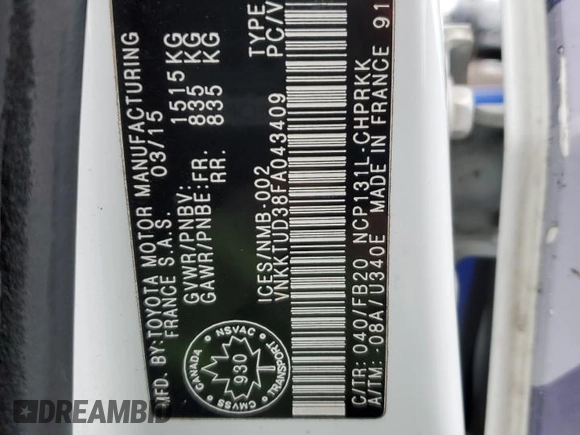 MFD. BY: TOYOTA MOTOR MANUFACTURING
FRANCE S.A.S. 03/15
GVWR/PNBV: 1515 KG
GAWR/PNBE: FR. 835 KG
RR. 835 KG
NSVAC
CANADA
930
TRANSPORT
CMVSS
ICES/NMB-002 TYPE
VNKKTUD38FA043409 PC/V
C/TR: 040/FB20 NCP131L-CHPRKK
A/TM: -08A/U340E MADE IN FRANCE 91
DREAMBID